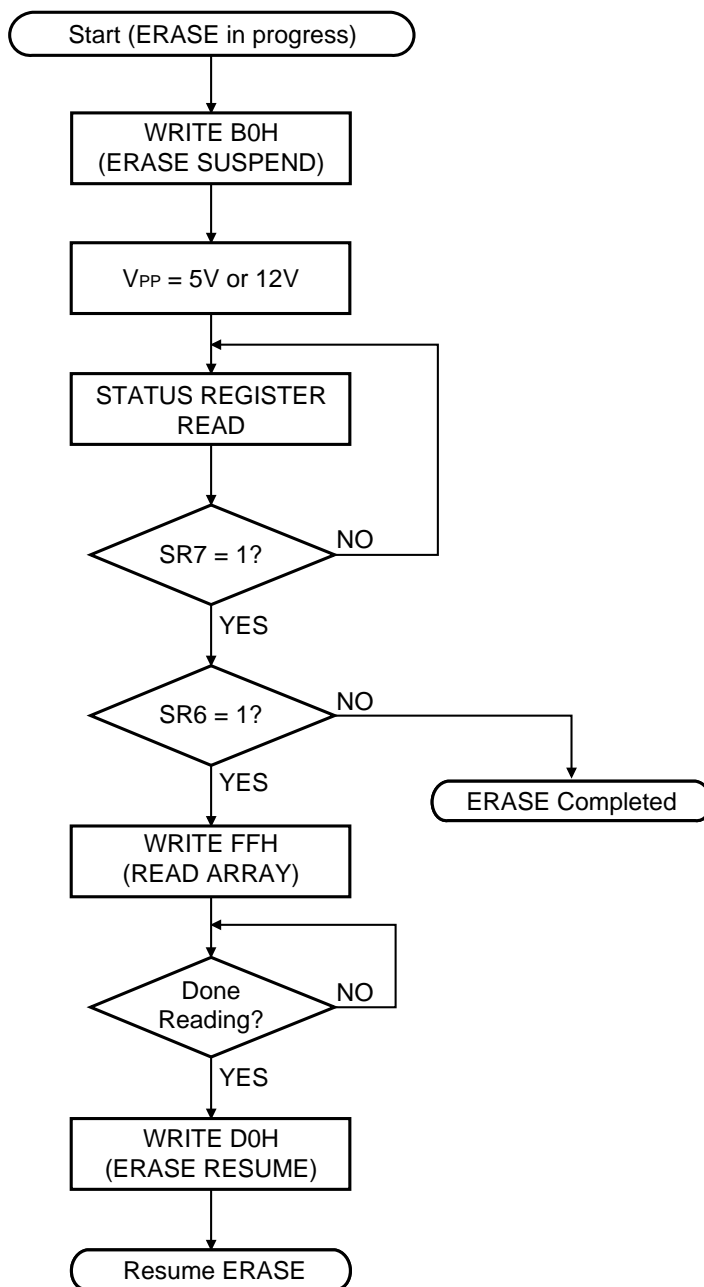 Start (ERASE in progress)
WRITE B0H
(ERASE SUSPEND)
VPP = 5V or 12V
STATUS REGISTER
READ
SR7 = 1?
NO
YES
SR6 = 1?
NO
YES
ERASE Completed
WRITE FFH
(READ ARRAY)
Done
Reading?
NO
YES
WRITE D0H
(ERASE RESUME)
Resume ERASE